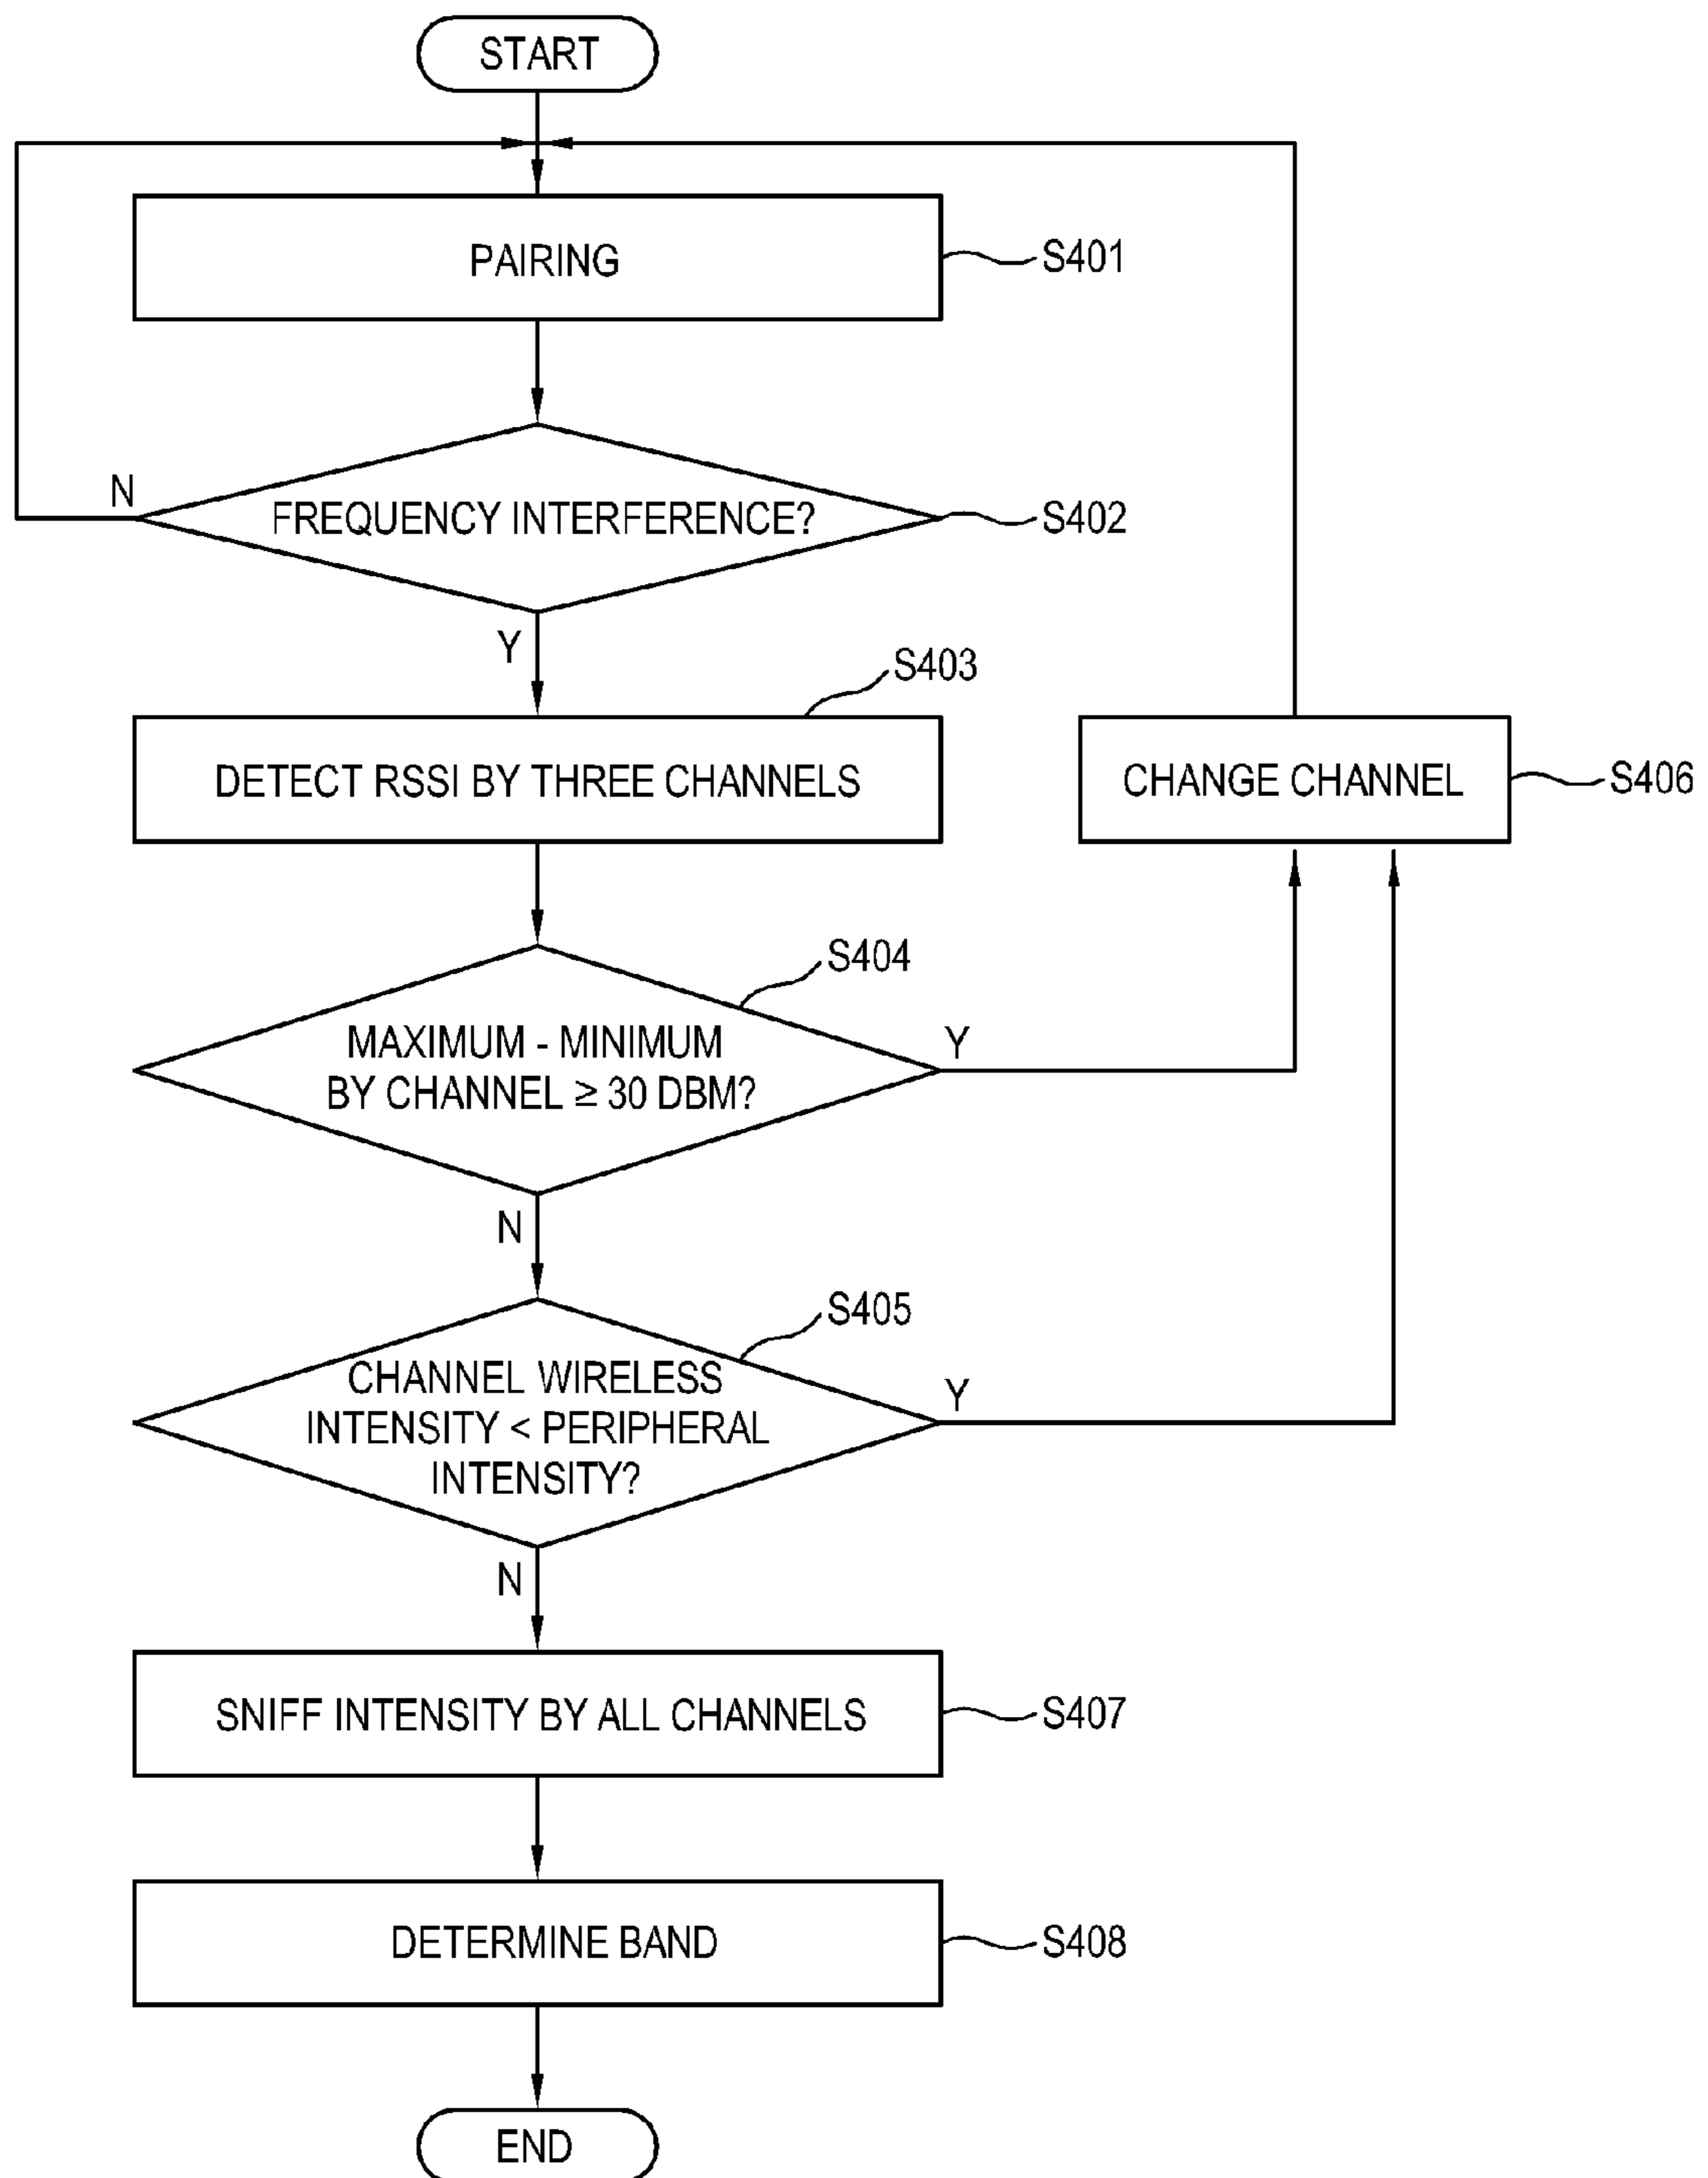 START
PAIRING
S401
N
FREQUENCY INTERFERENCE?
S402
Y
S403
DETECT RSSI BY THREE CHANNELS
CHANGE CHANNEL
S406
S404
MAXIMUM - MINIMUM
BY CHANNEL ≥ 30 DBM?
Y
N
S405
CHANNEL WIRELESS
INTENSITY < PERIPHERAL
INTENSITY?
Y
N
SNIFF INTENSITY BY ALL CHANNELS
S407
DETERMINE BAND
S408
END